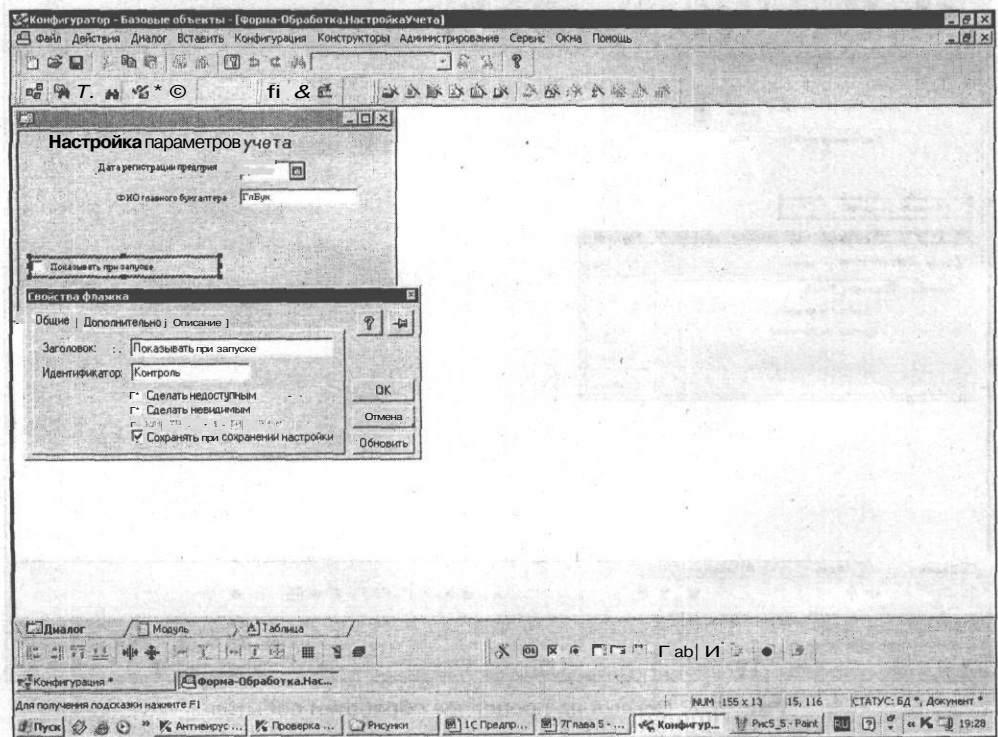 Конфигуратор - Базовые объекты - [Форма-Обработка.НастройкаУчета]
Файл Действия Диалог Вставить Конфигурация Конструкторы Администрирование Сервис Окна Помощь
Т. * ©
fi &
Настройка параметров учета
Дата регистрации предприя
ФИО главного бухгалтера ГлБух
Показывать при запуске
Свойства флажка
Общие | Дополнительно j Описание ]
Заголовок: : . Показывать при запуске
Идентификатор: Контроль
Г* Сделать недоступным
Г* Сделать невидимым
Сохранять при сохранении настройки
OK
Отмена
Обновить
Диалог Модуль Таблица
Г ab| И
Конфигурация * Форма-Обработка.Нас...
Для получения подсказки нажмите F1 NUM 155 x 13 15, 116 СТАТУС: БД *, Документ *
Пуск » Антивирус ... Проверка ... Рисунки 1С Предпр... 7Глава 5 - ... Конфигур... Рис5_5 - Paint RU « 19:28